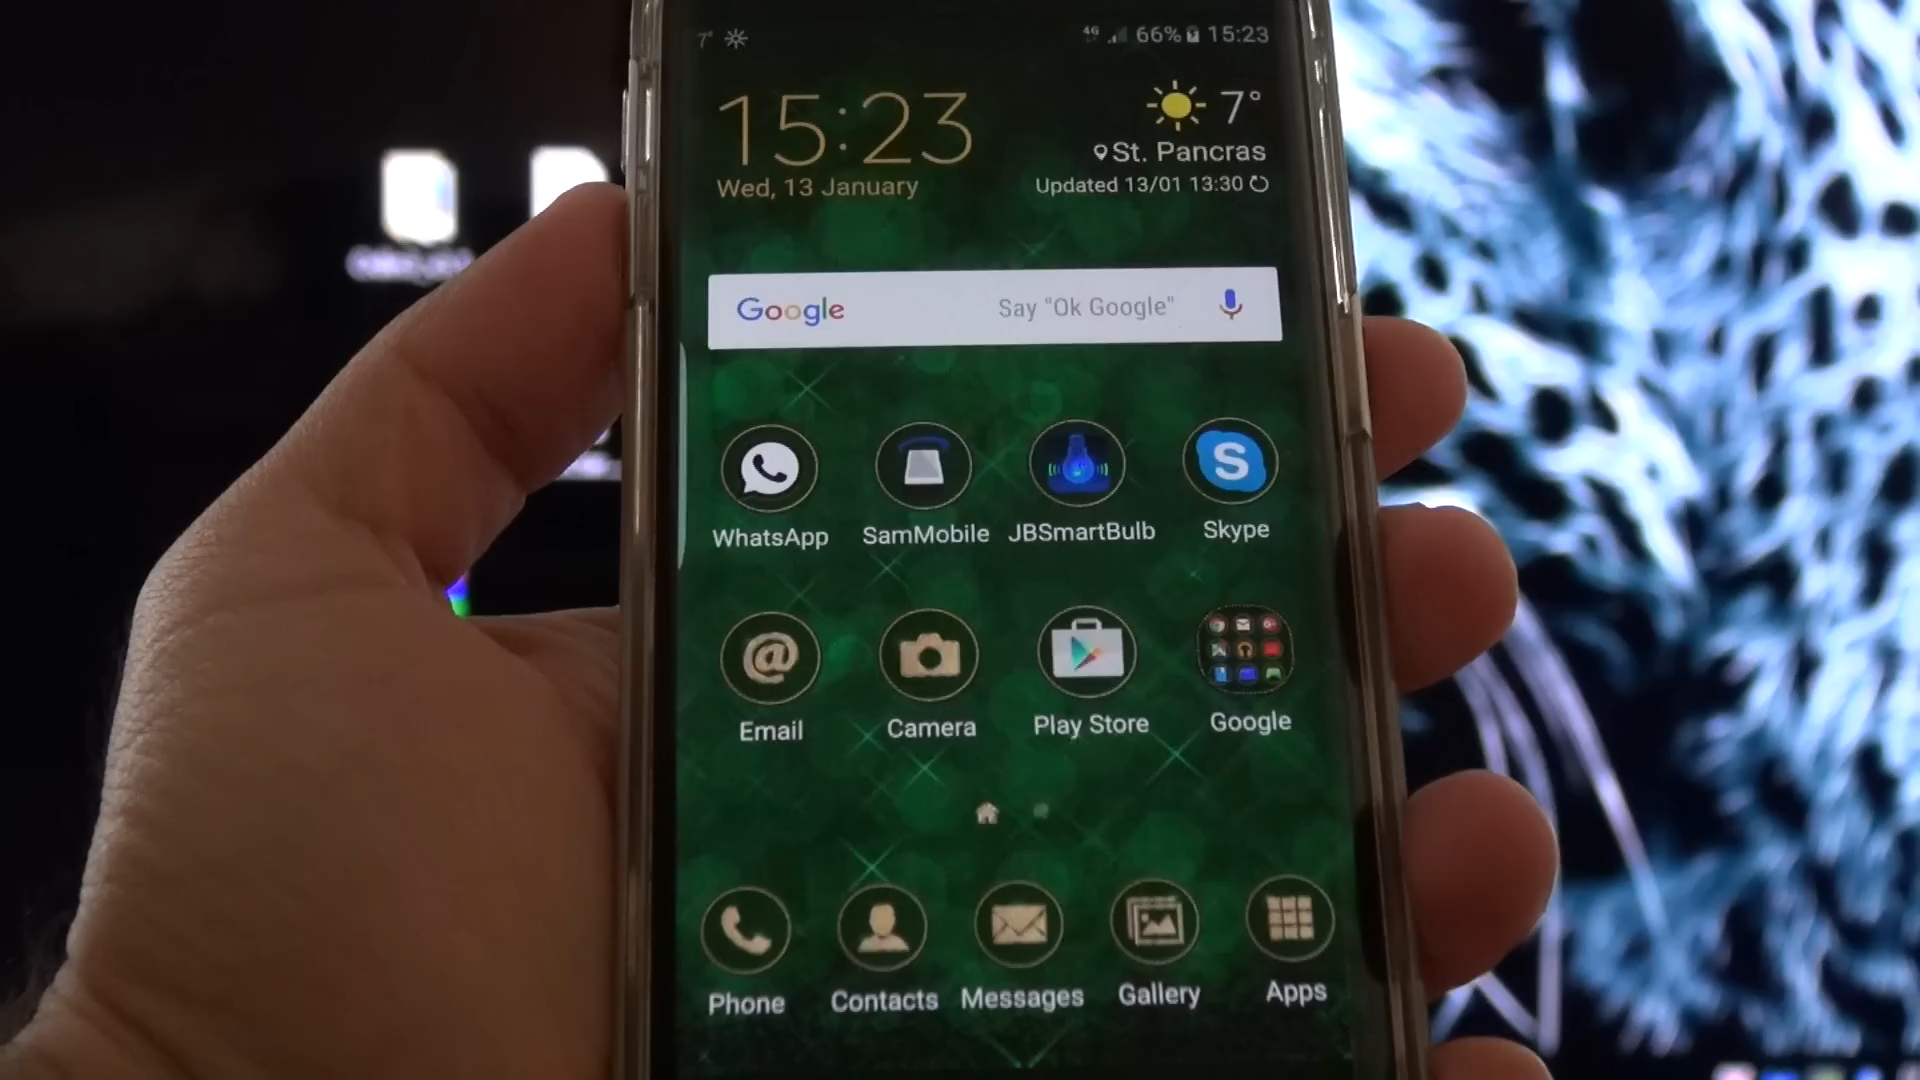 7° 4G 66% 15:23
15:23
7°
St. Pancras
Wed, 13 January
Updated 13/01 13:30
Google Say "Ok Google"
WhatsApp SamMobile JBSmartBulb Skype
Email Camera Play Store Google
Phone Contacts Messages Gallery Apps